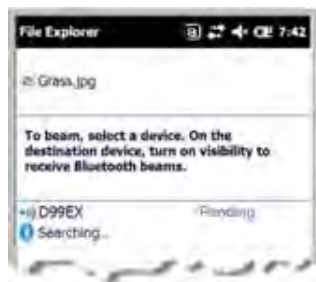 File Explorer 7:42
Grass.jpg
To beam, select a device. On the
destination device, turn on visibility to
receive Bluetooth beams.
D99EX Pending
Searching...